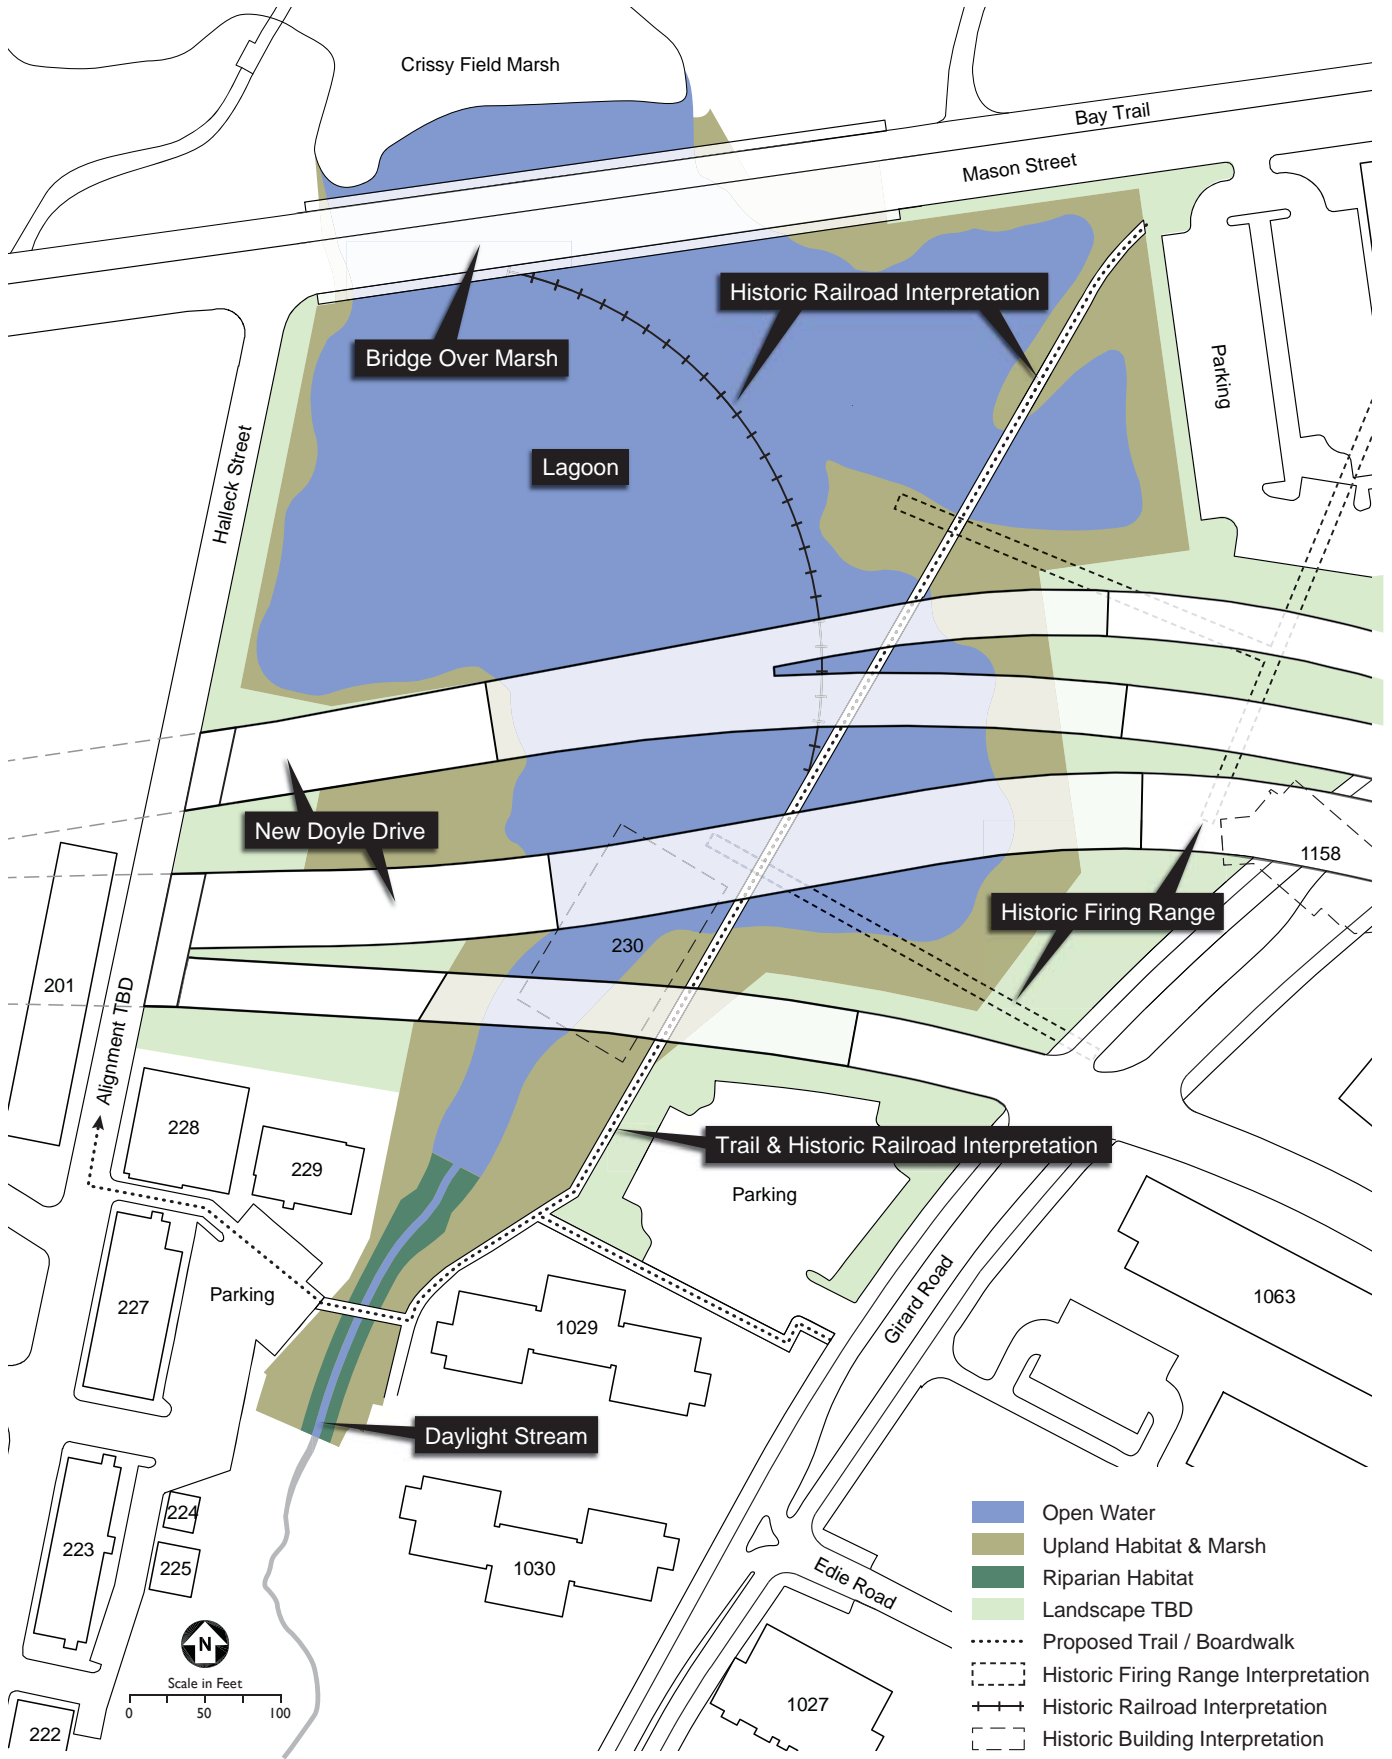 Crissy Field Marsh
Bay Trail
Mason Street
Historic Railroad Interpretation
Bridge Over Marsh
Parking
Halleck Street
Lagoon
New Doyle Drive
1158
Historic Firing Range
230
201
Alignment TBD
228
229
Trail & Historic Railroad Interpretation
Parking
227
Parking
1029
Girard Road
1063
Daylight Stream
224
223
225
1030
Edie Road
N
Scale in Feet
0 50 100
222
1027
Open Water
Upland Habitat & Marsh
Riparian Habitat
Landscape TBD
Proposed Trail / Boardwalk
Historic Firing Range Interpretation
Historic Railroad Interpretation
Historic Building Interpretation